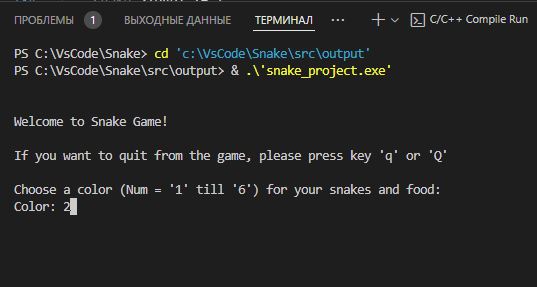 ПРОБЛЕМЫ 1 ВЫХОДНЫЕ ДАННЫЕ ТЕРМИНАЛ ··· C/C++ Compile Run
PS C:\VsCode\Snake> cd 'c:\VsCode\Snake\src\output'
PS C:\VsCode\Snake\src\output> & .\'snake_project.exe'
Welcome to Snake Game!
If you want to quit from the game, please press key 'q' or 'Q'
Choose a color (Num = '1' till '6') for your snakes and food:
Color: 2